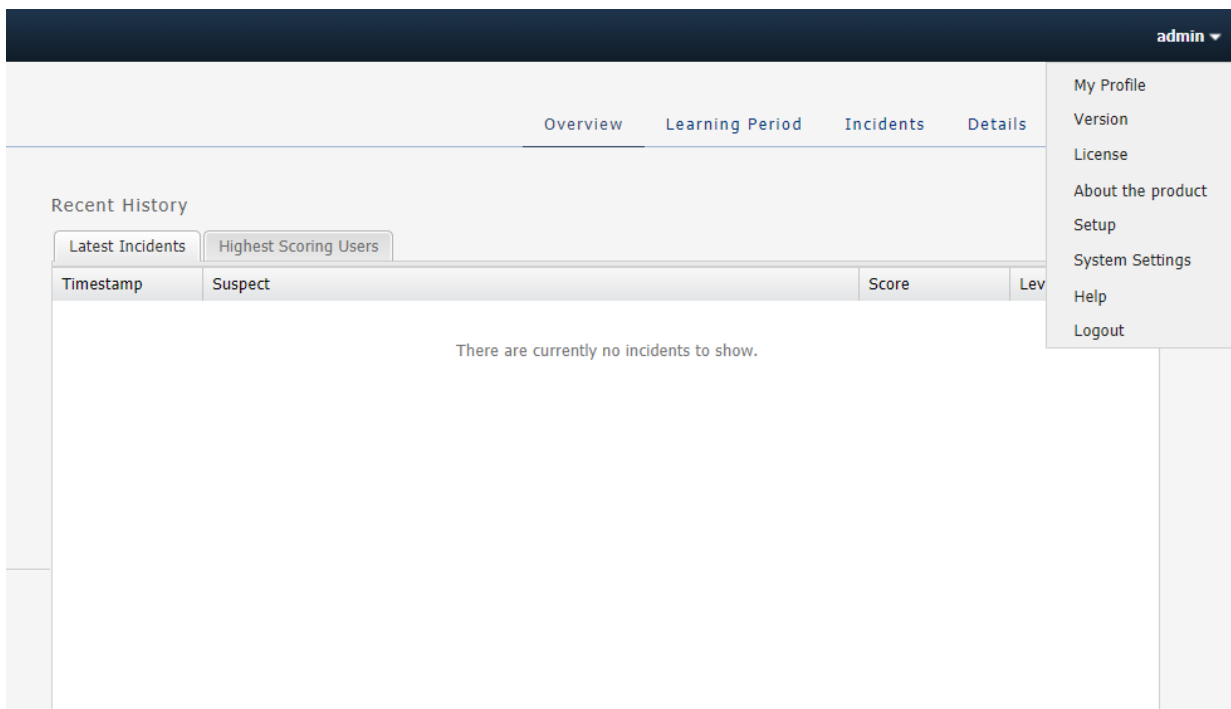 admin
My Profile
Version
License
About the product
Setup
System Settings
Help
Logout
Overview Learning Period Incidents Details
Recent History
Latest Incidents Highest Scoring Users
Timestamp Suspect Score Lev
There are currently no incidents to show.